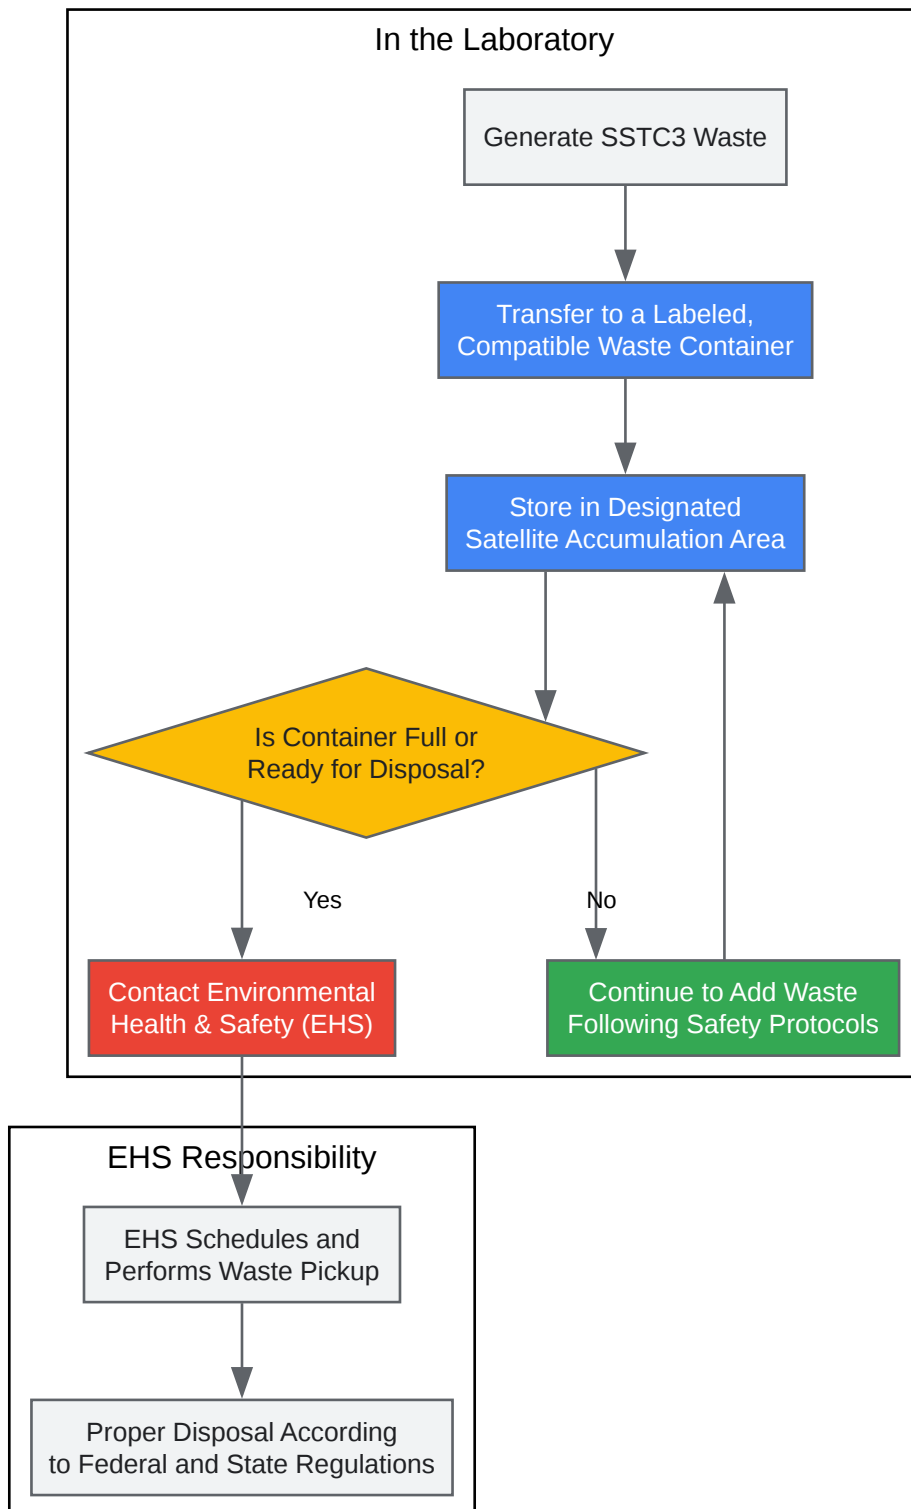 In the Laboratory
Generate SSTC3 Waste
Transfer to a Labeled,
Compatible Waste Container
Store in Designated
Satellite Accumulation Area
Is Container Full or
Ready for Disposal?
Yes
No
Contact Environmental
Health & Safety (EHS)
Continue to Add Waste
Following Safety Protocols
EHS Responsibility
EHS Schedules and
Performs Waste Pickup
Proper Disposal According
to Federal and State Regulations